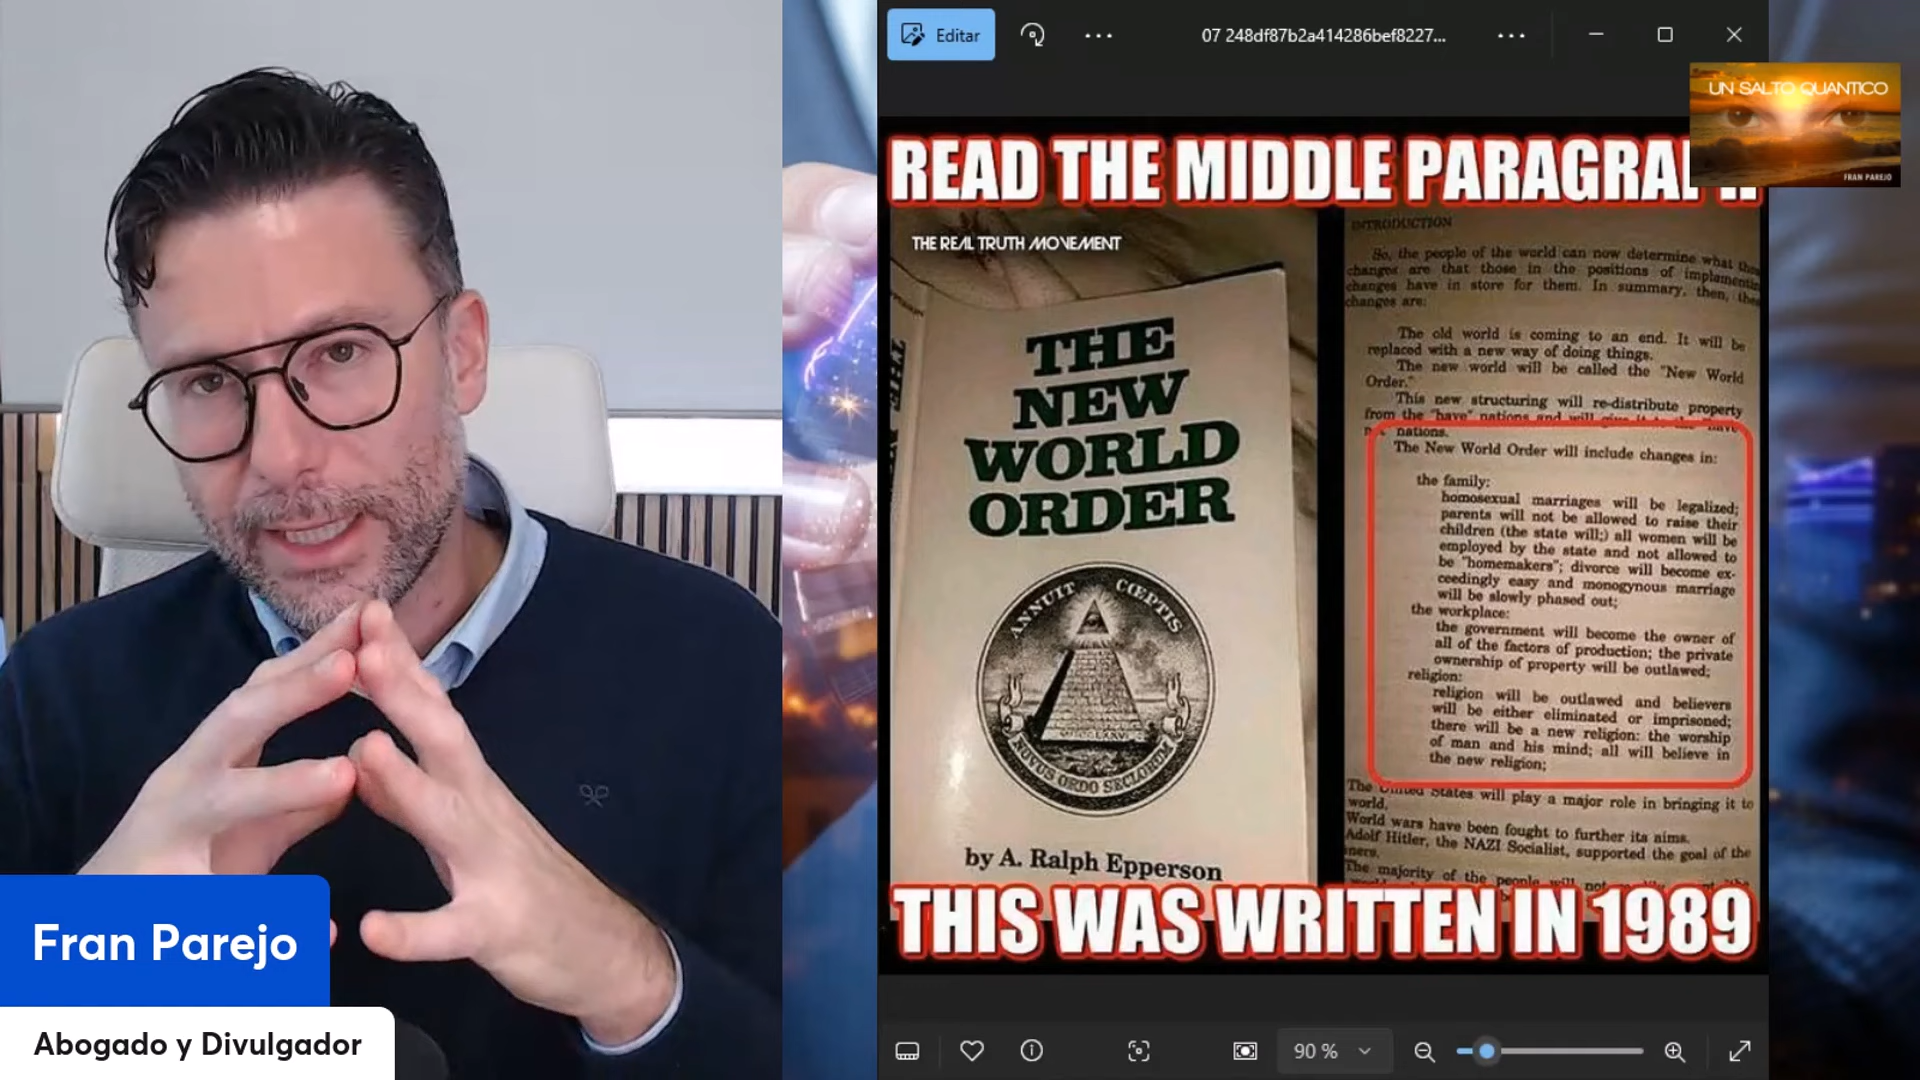 Editar
07 248df87b2a414286bef8227...
UN SALTO QUANTICO
FRAN PAREJO
READ THE MIDDLE
THE REAL TRUTH MOVEMENT
THE
NEW
WORLD
ORDER
ANNUIT CŒPTIS
NOVUS ORDO SECLORUM
by A. Ralph Epperson
INTRODUCTION
So, the people of the world can now determine what
changes are that those in the positions of
changes have in store for them. In summary, then,
changes are:
The old world is coming to an end. It will be
replaced with a new way of doing things.
The new world will be called the "New World
Order."
This new structuring will re-distribute property
from the "have" nations and will give it to the
nations.
The New World Order will include changes in:
the family:
homosexual marriages will be legalized;
parents will not be allowed to raise their
children (the state will;) all women will be
employed by the state and not allowed to
be "homemakers"; divorce will become ex-
ceedingly easy and monogynous marriage
will be slowly phased out;
the workplace:
the government will become the owner of
all of the factors of production; the private
ownership of property will be outlawed;
religion:
religion will be outlawed and believers
will be either eliminated or imprisoned;
there will be a new religion: the worship
of man and his mind; all will believe in
the new religion;
The United States will play a major role in bringing it to
world.
World wars have been fought to further its aims.
Adolf Hitler, the NAZI Socialist, supported the goal of the
The majority of the people will not
THIS WAS WRITTEN IN 1989
Fran Parejo
Abogado y Divulgador
90 %